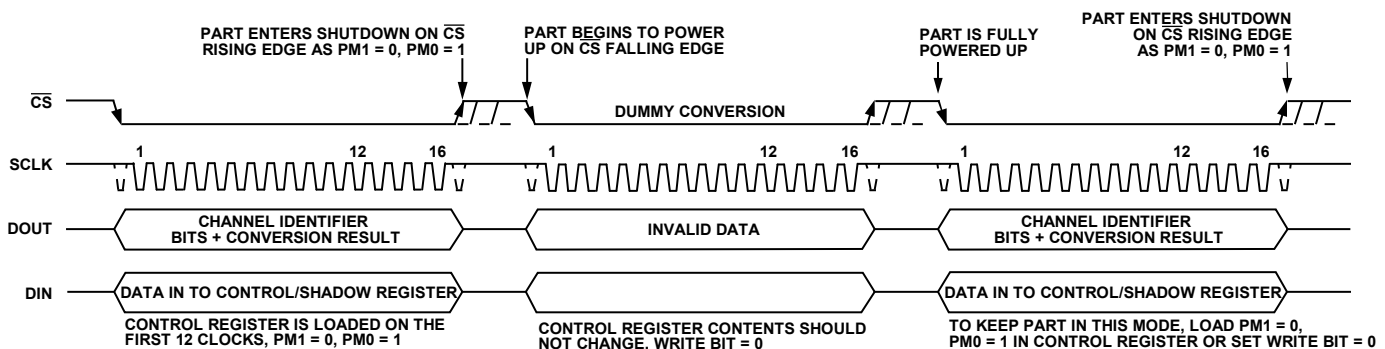 PART ENTERS SHUTDOWN ON CS
RISING EDGE AS PM1 = 0, PM0 = 1
PART BEGINS TO POWER
UP ON CS FALLING EDGE
PART IS FULLY
POWERED UP
PART ENTERS SHUTDOWN
ON CS RISING EDGE
AS PM1 = 0, PM0 = 1
CS
DUMMY CONVERSION
SCLK
1 12 16 1 12 16 1 12 16
DOUT
CHANNEL IDENTIFIER
BITS + CONVERSION RESULT
INVALID DATA
CHANNEL IDENTIFIER
BITS + CONVERSION RESULT
DIN
DATA IN TO CONTROL/SHADOW REGISTER
DATA IN TO CONTROL/SHADOW REGISTER
CONTROL REGISTER IS LOADED ON THE
FIRST 12 CLOCKS, PM1 = 0, PM0 = 1
CONTROL REGISTER CONTENTS SHOULD
NOT CHANGE, WRITE BIT = 0
TO KEEP PART IN THIS MODE, LOAD PM1 = 0,
PM0 = 1 IN CONTROL REGISTER OR SET WRITE BIT = 0